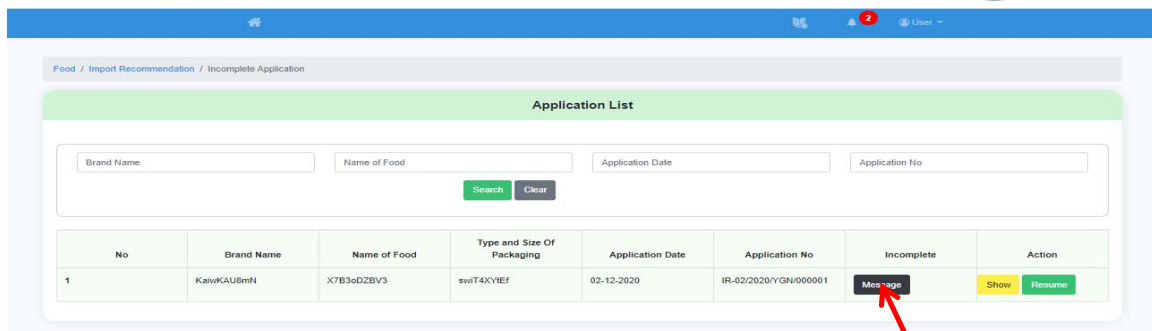 2
User
Food / Import Recommendation / Incomplete Application
Application List
Brand Name Name of Food Application Date Application No
Search Clear
No Brand Name Name of Food Type and Size Of Packaging Application Date Application No Incomplete Action
1 KaiwKAU8mN X7B3oDZBV3 swiT4XYtEf 02-12-2020 IR-02/2020/YGN/000001 Message Show Resume